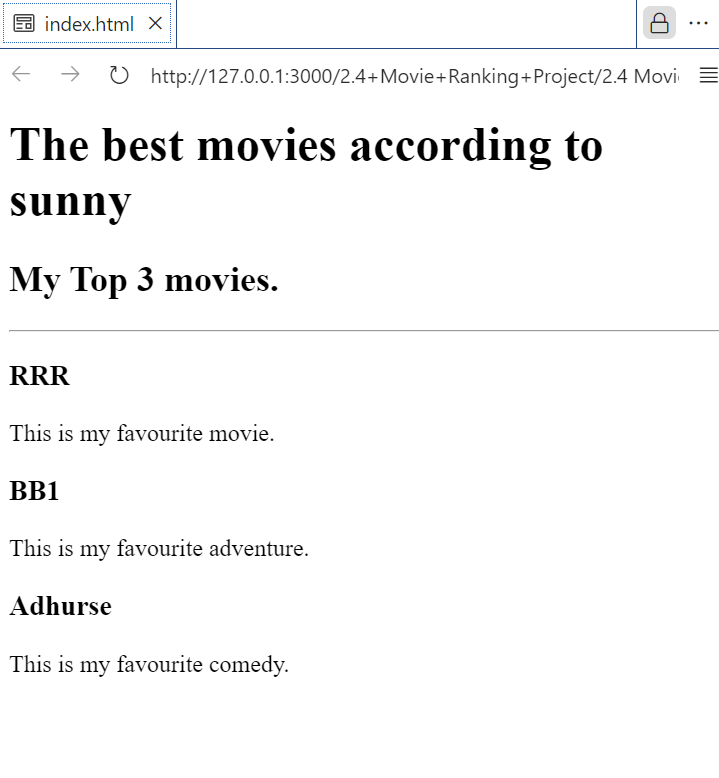 index.html
http://127.0.0.1:3000/2.4+Movie+Ranking+Project/2.4 Movi
The best movies according to
sunny
My Top 3 movies.
RRR
This is my favourite movie.
BB1
This is my favourite adventure.
Adhurse
This is my favourite comedy.